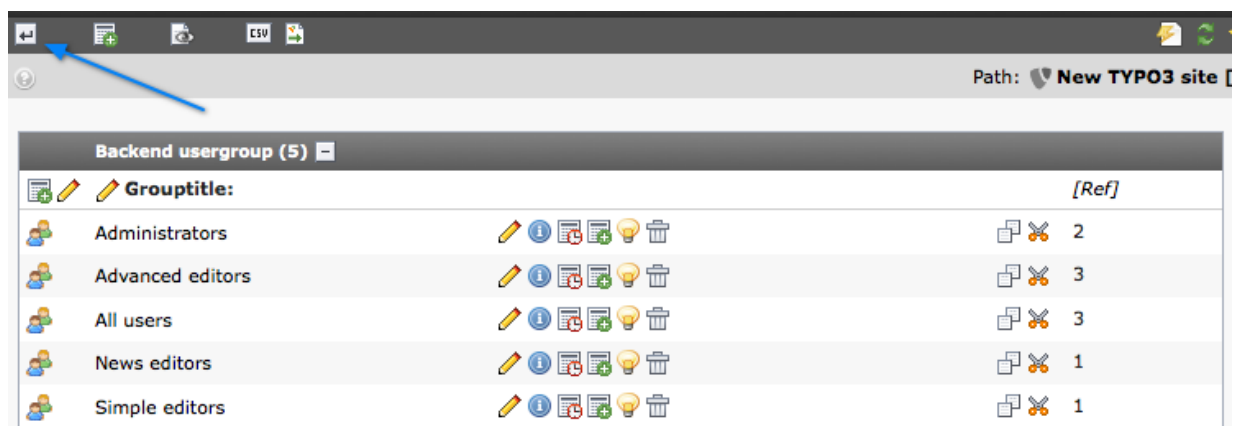 CSV
Path: New TYPO3 site [
Backend usergroup (5)
Grouptitle: [Ref]
Administrators 2
Advanced editors 3
All users 3
News editors 1
Simple editors 1